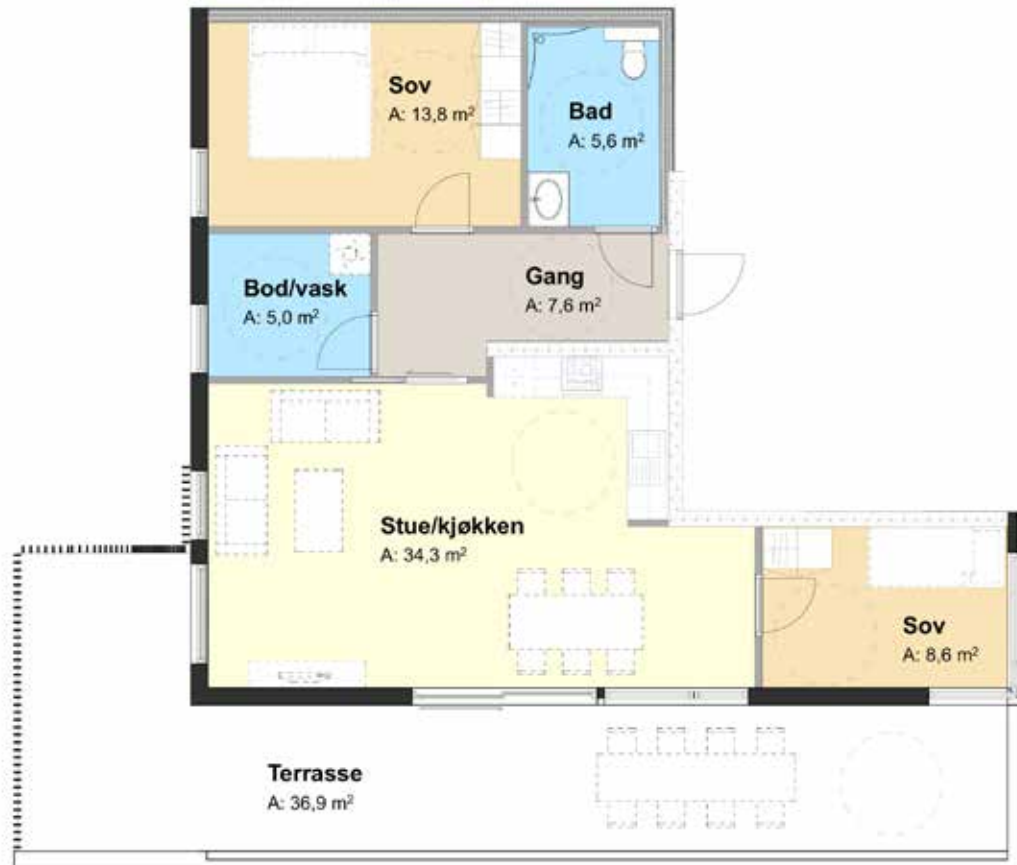 Sov
A: 13,8 m²
Bad
A: 5,6 m²
Bod/vask
A: 5,0 m²
Gang
A: 7,6 m²
Stue/kjøkken
A: 34,3 m²
Sov
A: 8,6 m²
Terrasse
A: 36,9 m²